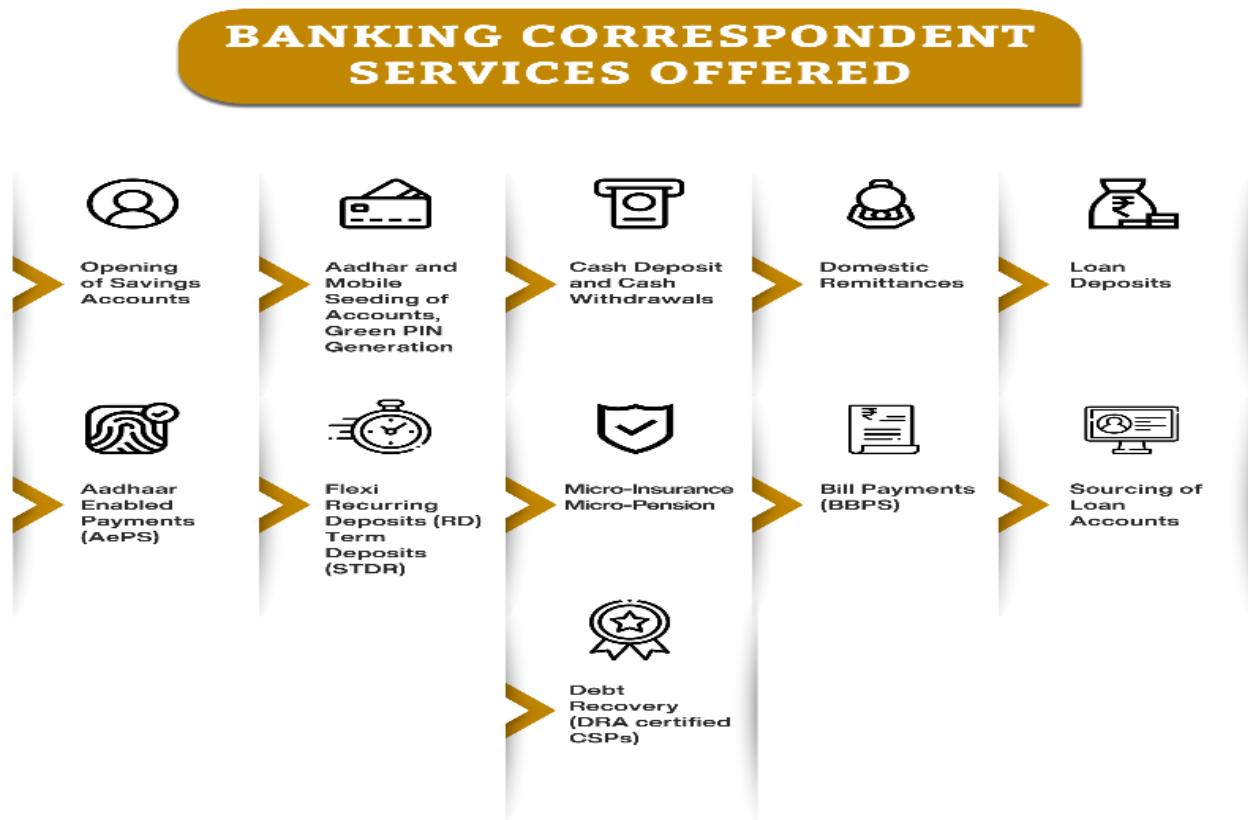 BANKING CORRESPONDENT
SERVICES OFFERED
Opening
of Savings
Accounts
Aadhar and
Mobile
Seeding of
Accounts,
Green PIN
Generation
Cash Deposit
and Cash
Withdrawals
Domestic
Remittances
₹
Loan
Deposits
Aadhaar
Enabled
Payments
(AePS)
Flexi
Recurring
Deposits (RD)
Term
Deposits
(STDR)
Micro-Insurance
Micro-Pension
₹
Bill Payments
(BBPS)
Sourcing of
Loan
Accounts
Debt
Recovery
(DRA certified
CSPs)